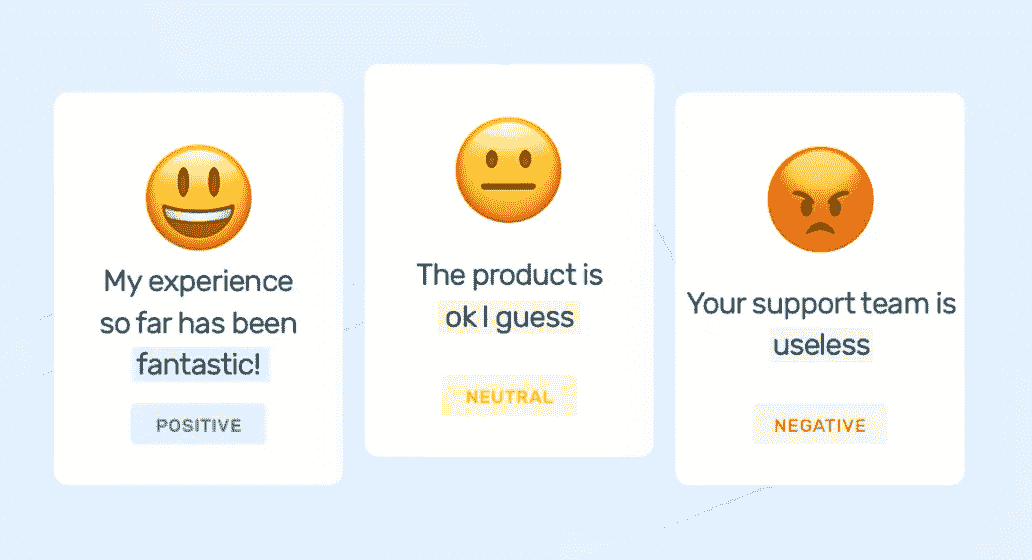 My experience
so far has been
fantastic!
POSITIVE
The product is
ok I guess
NEUTRAL
Your support team is
useless
NEGATIVE